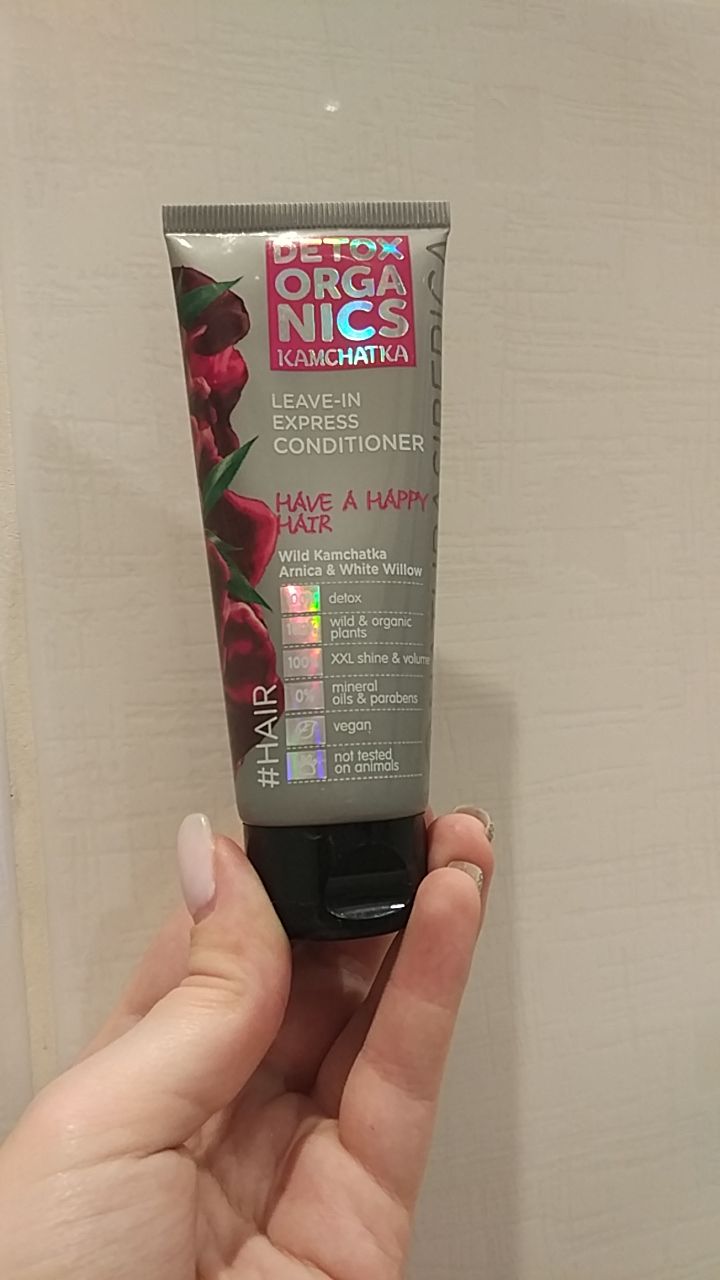 DETOX
ORGA
NICS
KAMCHATKA
LEAVE-IN
EXPRESS
CONDITIONER
HAVE A HAPPY
HAIR
Wild Kamchatka
Arnica & White Willow
100% detox
wild & organic
plants
100% XXL shine & volume
0% mineral
oils & parabens
vegan
not tested
on animals
#HAIR